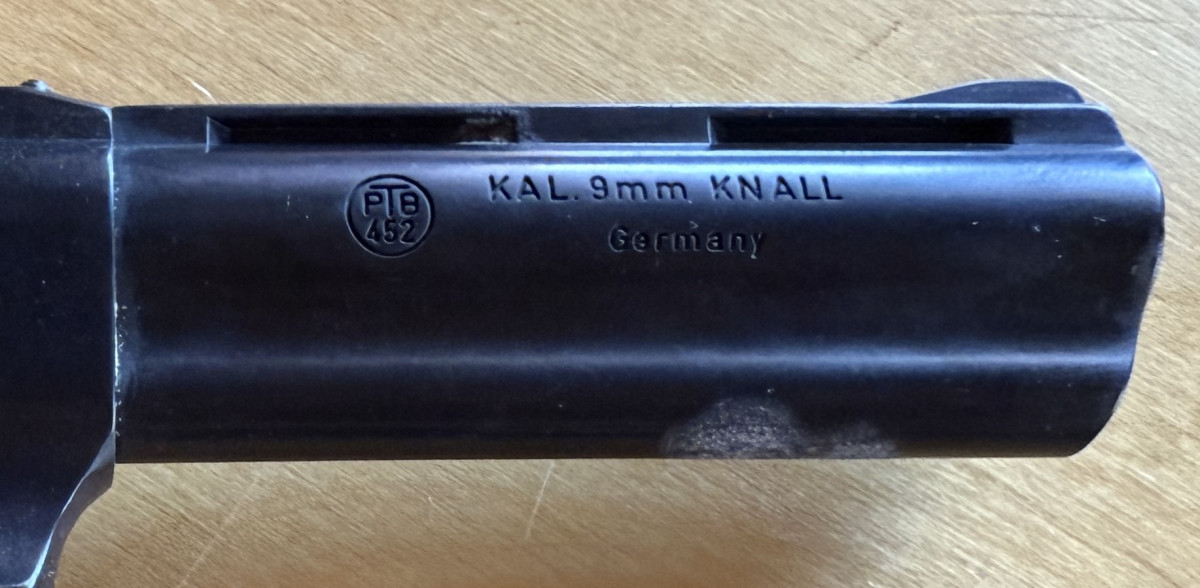 PTB
452
KAL. 9mm KNALL
Germany